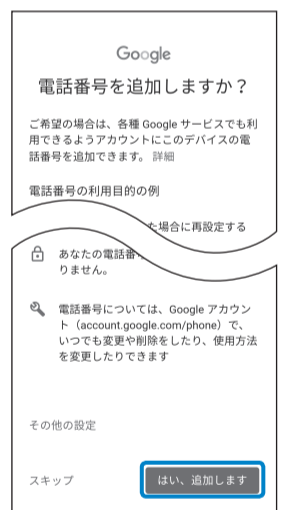 Google
電話番号を追加しますか？
ご希望の場合は、各種 Google サービスでも利
用できるようアカウントにこのデバイスの電
話番号を追加できます。 詳細
電話番号の利用目的の例
た場合に再設定する
あなたの電話番
りません。
電話番号については、Google アカウン
ト（account.google.com/phone）で、
いつでも変更や削除をしたり、使用方法
を変更したりできます
その他の設定
スキップ
はい、追加します